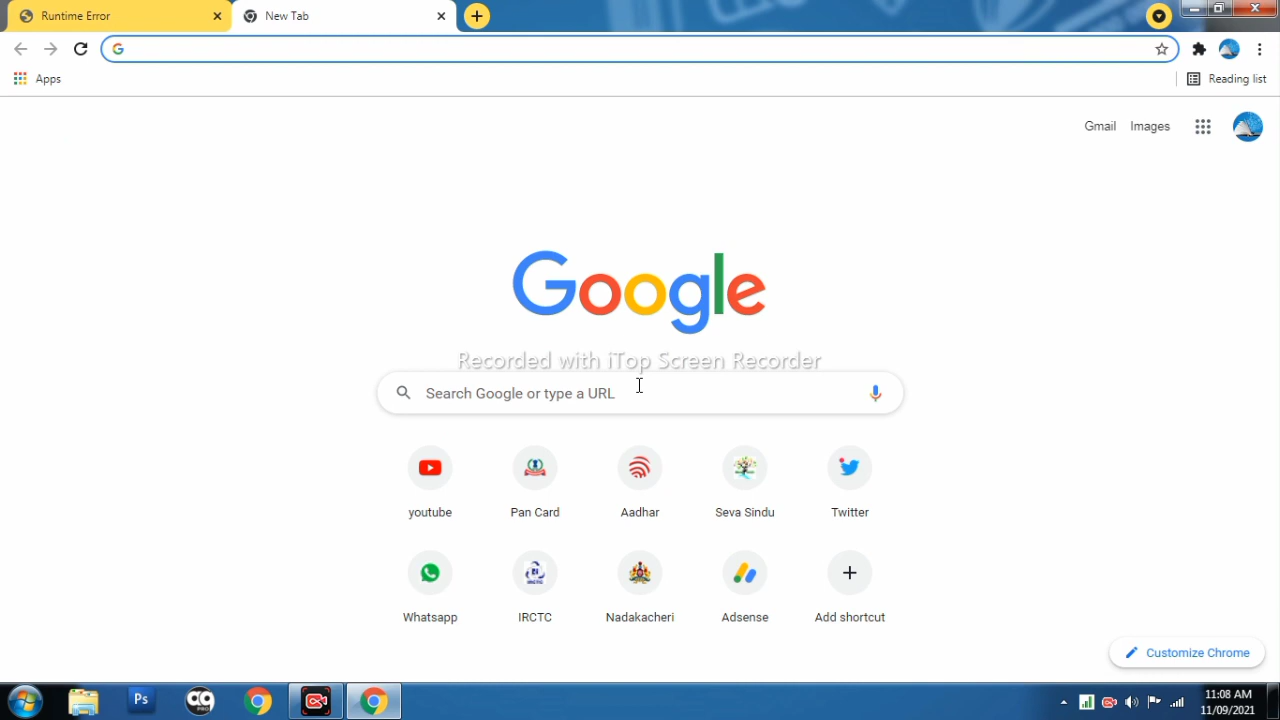 Runtime Error
New Tab
Apps
Reading list
Gmail Images
Google
Recorded with iTop Screen Recorder
Search Google or type a URL
youtube Pan Card Aadhar Seva Sindu Twitter
Whatsapp IRCTC Nadakacheri Adsense Add shortcut
Customize Chrome
Ps
PRO
11:08 AM
11/09/2021